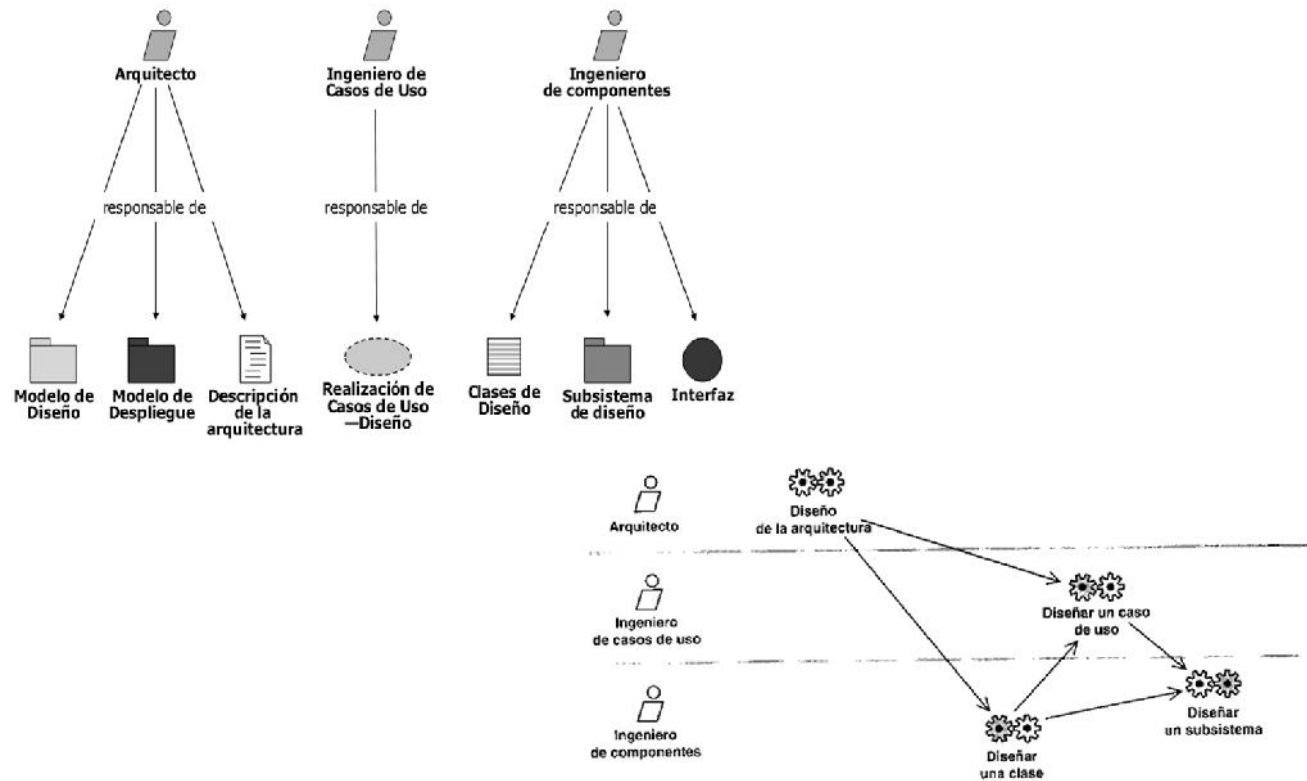 Arquitecto
Ingeniero de
Casos de Uso
Ingeniero
de componentes
responsable de
responsable de
responsable de
Modelo de
Diseño
Modelo de
Despliegue
Descripción
de la
arquitectura
Realización de
Casos de Uso
—Diseño
Clases de
Diseño
Subsistema
de diseño
Interfaz
Arquitecto
Diseño
de la arquitectura
Ingeniero
de casos de uso
Diseñar un caso
de uso
Ingeniero
de componentes
Diseñar
una clase
Diseñar
un subsistema